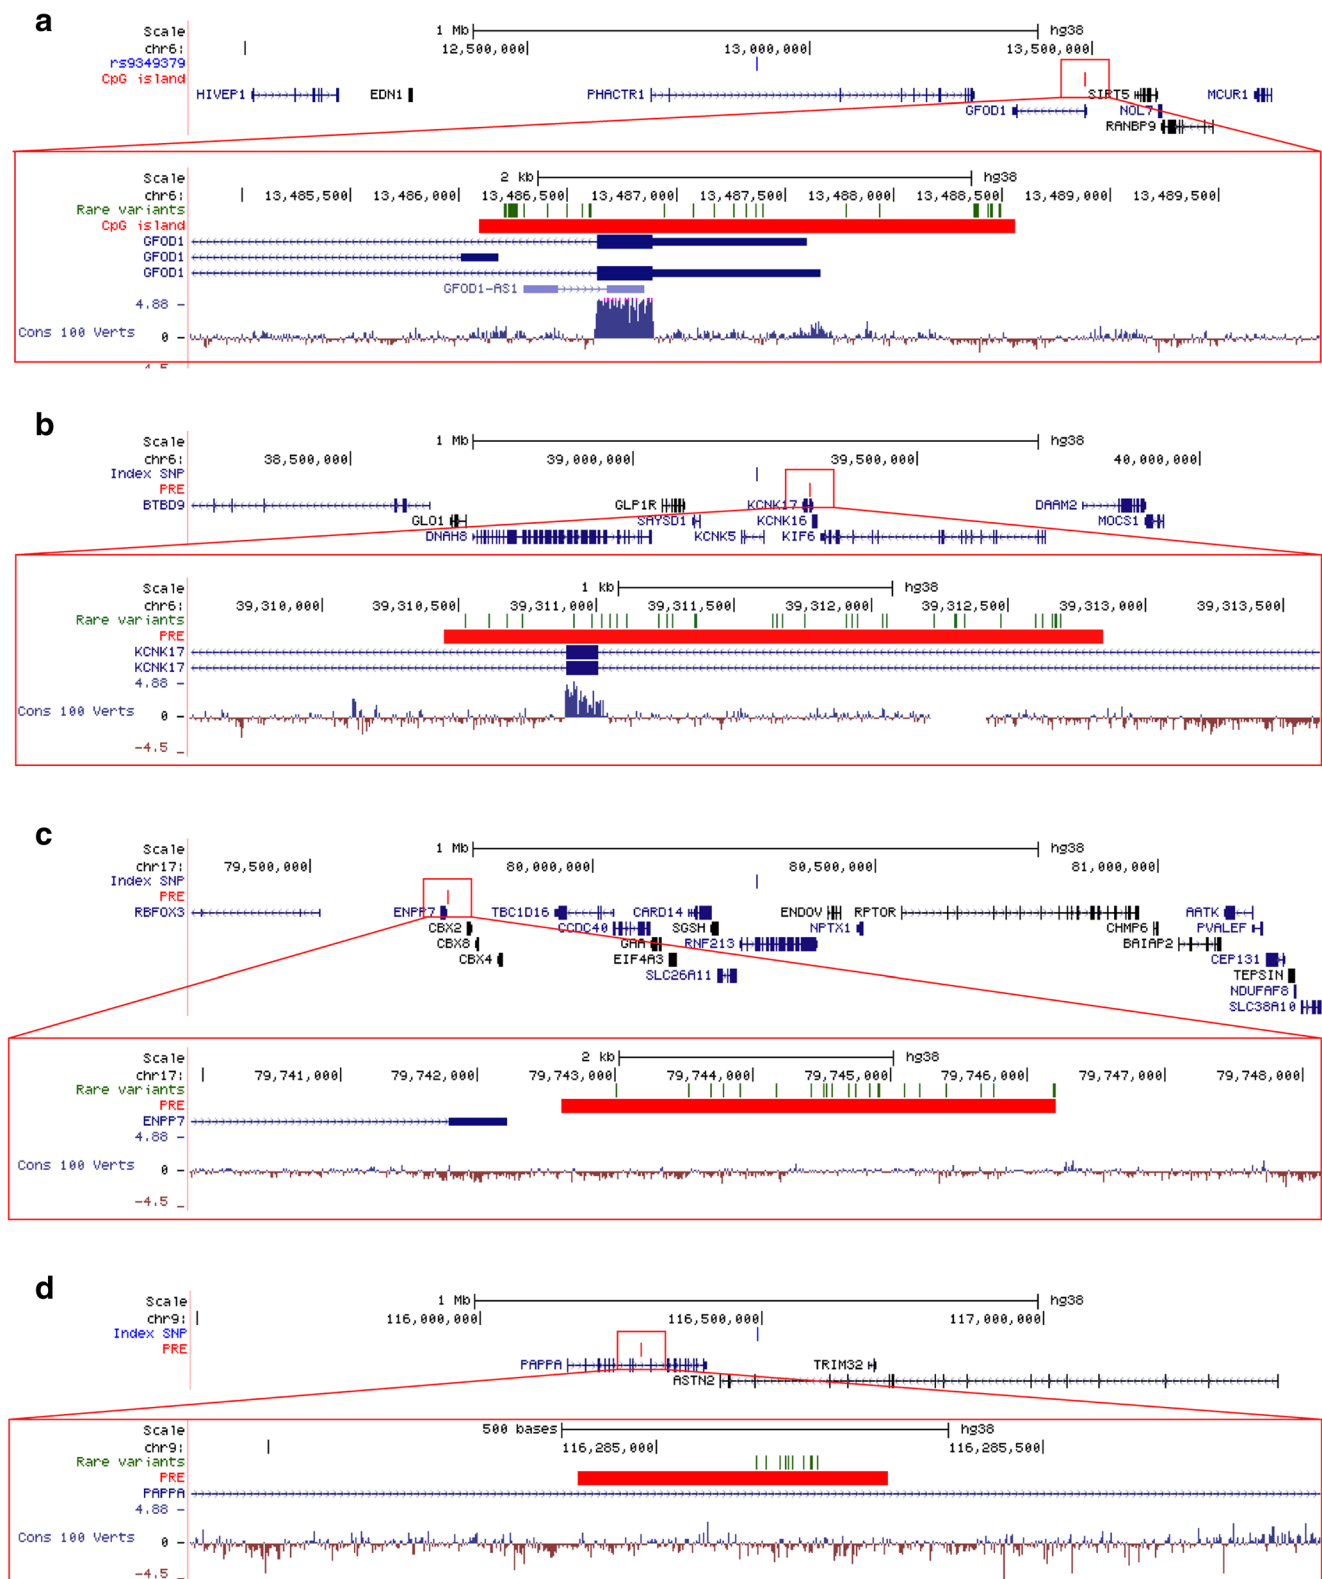 a
Scale 1 Mb hg38
chr6: 12,500,000 13,000,000 13,500,000
rs9349379
CpG island
HIVEP1 EDN1 PHACTR1 SIRT5 MCUR1
GFOD1 NOL7
RANBP9
Scale 2 kb hg38
chr6: 13,485,500 13,486,000 13,486,500 13,487,000 13,487,500 13,488,000 13,488,500 13,489,000 13,489,500
Rare variants
CpG island
GFOD1
GFOD1
GFOD1
GFOD1-AS1
4.88
Cons 100 Verts 0
b
Scale 1 Mb hg38
chr6: 38,500,000 39,000,000 39,500,000 40,000,000
Index SNP
PRE
BTBD9 GLP1R KCNK17 DAAM2
GLO1 SAYSD1 KCNK16 MOCS1
DNAH8 KCNK5 KIF6
Scale 1 kb hg38
chr6: 39,310,000 39,310,500 39,311,000 39,311,500 39,312,000 39,312,500 39,313,000 39,313,500
Rare variants
PRE
KCNK17
KCNK17
4.88
Cons 100 Verts 0
-4.5
c
Scale 1 Mb hg38
chr17: 79,500,000 80,000,000 80,500,000 81,000,000
Index SNP
PRE
RBFOX3 ENPP7 TBC1D16 CARD14 ENDOV RPTOR AATK
CBX2 CCDC40 SGSH NPTX1 CHMP6 PVALEF
CBX8 GAA RNF213 BAIAP2
CBX4 EIF4A3 CEP131
SLC26A11 TEPSIN
NDUFAF8
SLC38A10
Scale 2 kb hg38
chr17: 79,741,000 79,742,000 79,743,000 79,744,000 79,745,000 79,746,000 79,747,000 79,748,000
Rare variants
PRE
ENPP7
4.88
Cons 100 Verts 0
-4.5
d
Scale 1 Mb hg38
chr9: 116,000,000 116,500,000 117,000,000
Index SNP
PRE
PAPPA TRIM32
ASTN2
Scale 500 bases hg38
chr9: 116,285,000 116,285,500
Rare variants
PRE
PAPPA
4.88
Cons 100 Verts 0
-4.5